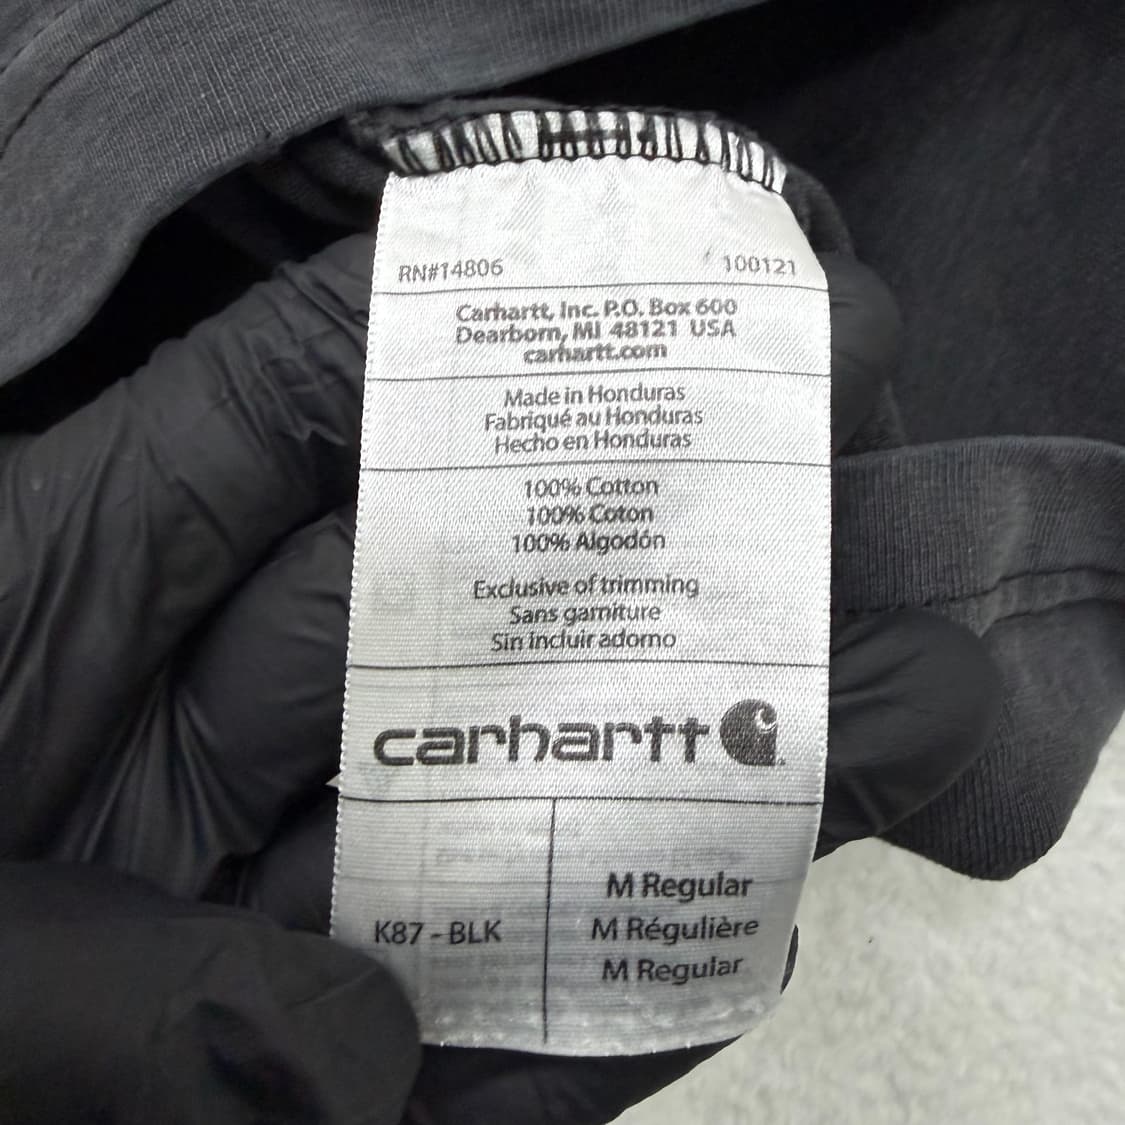 RN#14806 100121
Carhartt, Inc. P.O. Box 600
Dearborn, MI 48121 USA
carhartt.com
Made in Honduras
Fabriqué au Honduras
Hecho en Honduras
100% Cotton
100% Coton
100% Algodón
Exclusive of trimming
Sans garniture
Sin incluir adorno
carhartt
K87 - BLK
M Regular
M Régulière
M Regular